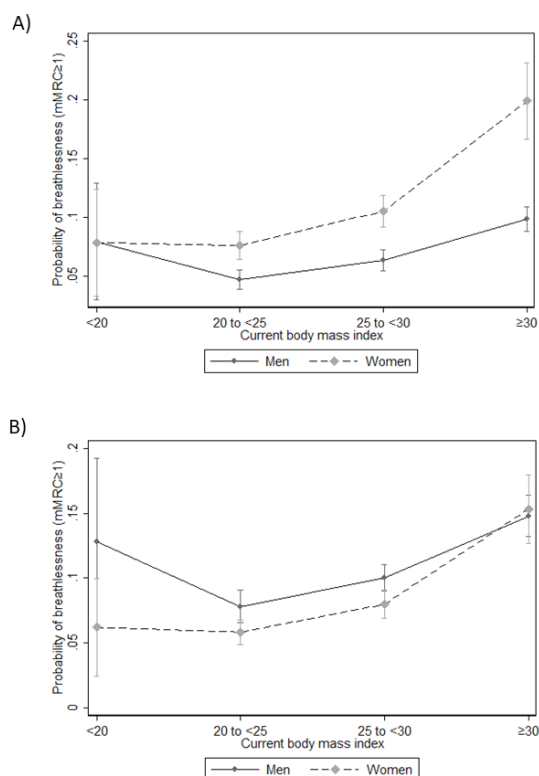 A)
Probability of breathlessness (mMRC≥1)
.25
.2
.15
.1
.05
<20
20 to <25
25 to <30
≥30
Current body mass index
Men
Women
B)
Probability of breathlessness (mMRC≥1)
.2
.15
.1
.05
0
<20
20 to <25
25 to <30
≥30
Current body mass index
Men
Women